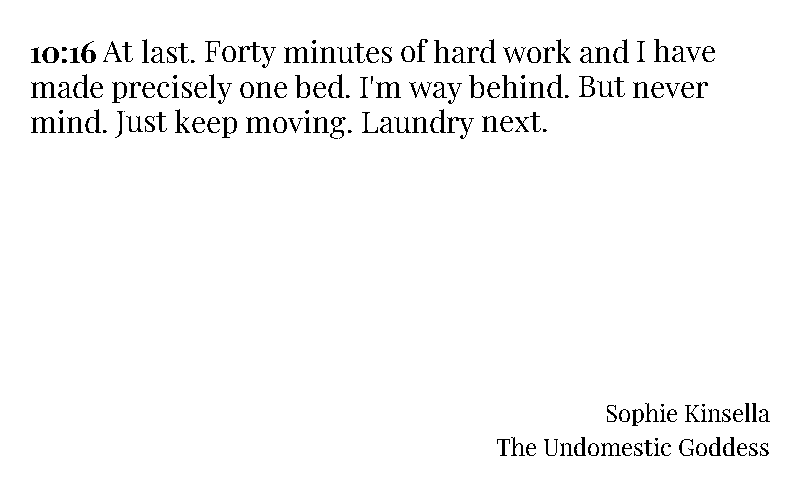 10:16 At last. Forty minutes of hard work and I have
made precisely one bed. I'm way behind. But never
mind. Just keep moving. Laundry next.
Sophie Kinsella
The Undomestic Goddess